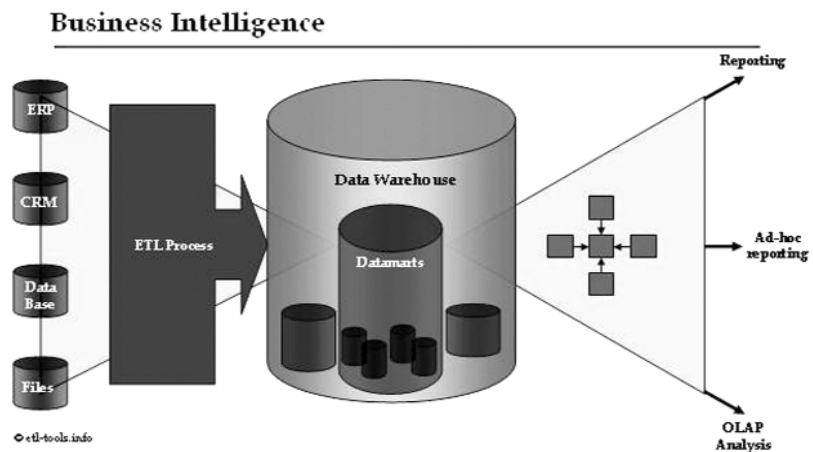 Business Intelligence
Reporting
ERP
Data Warehouse
CRM
ETL Process
Datamarts
Ad-hoc
reporting
Data
Base
Files
© etl-tools.info
OLAP
Analysis